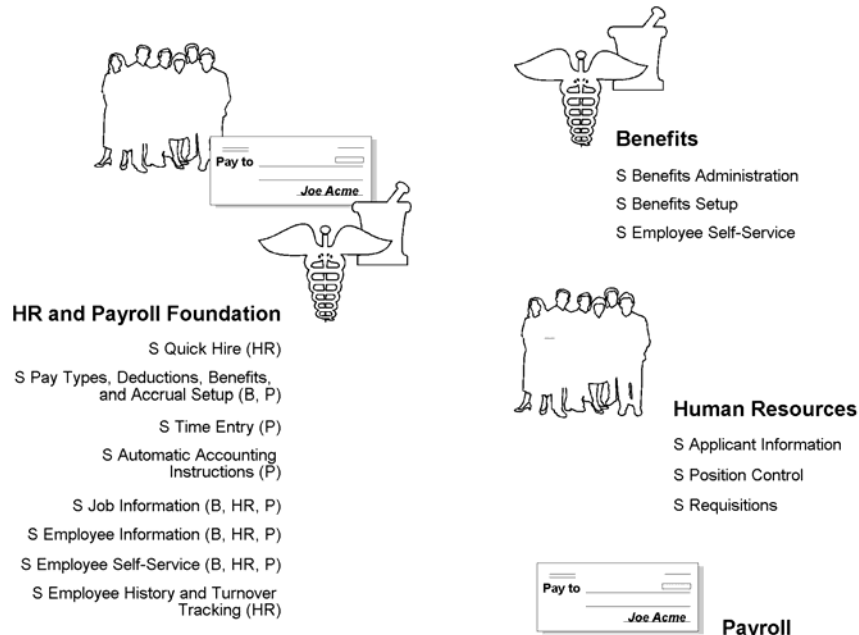 Pay to
Joe Acme
HR and Payroll Foundation
S Quick Hire (HR)
S Pay Types, Deductions, Benefits,
and Accrual Setup (B, P)
S Time Entry (P)
S Automatic Accounting
Instructions (P)
S Job Information (B, HR, P)
S Employee Information (B, HR, P)
S Employee Self-Service (B, HR, P)
S Employee History and Turnover
Tracking (HR)
Benefits
S Benefits Administration
S Benefits Setup
S Employee Self-Service
Human Resources
S Applicant Information
S Position Control
S Requisitions
Pay to
Joe Acme
Payroll